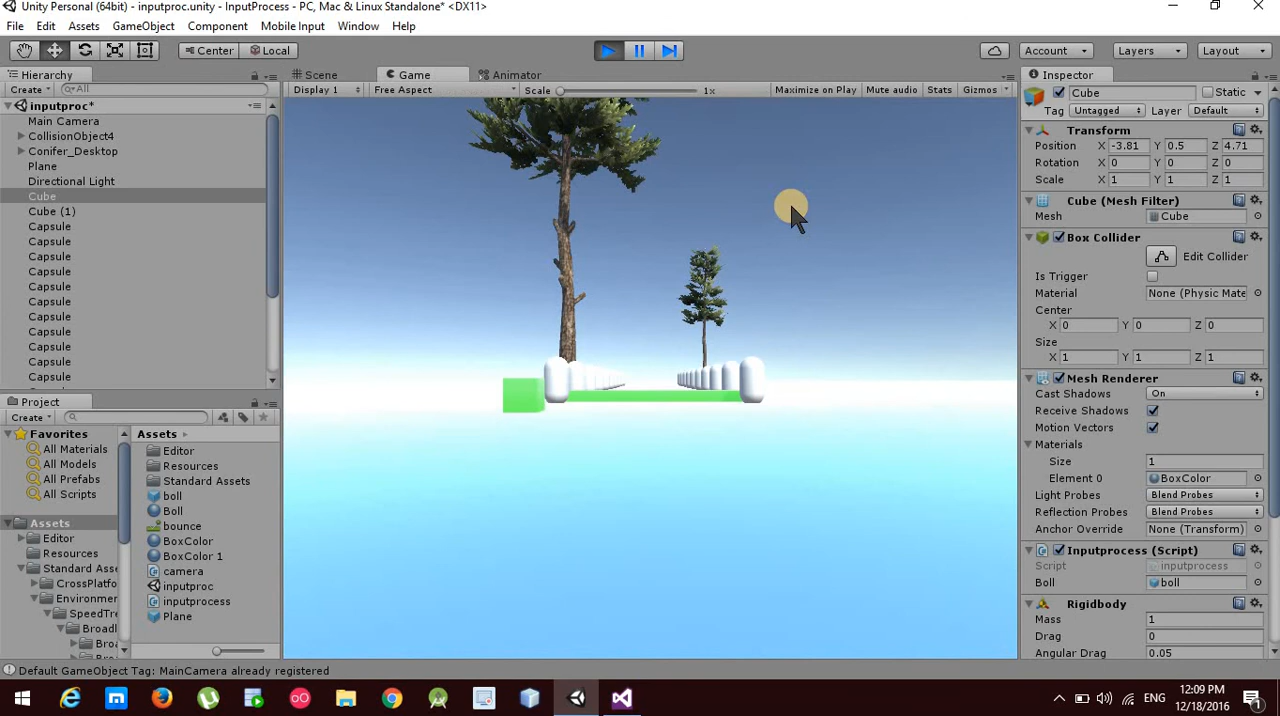 Unity Personal (64bit) - inputproc.unity - InputProcess - PC, Mac & Linux Standalone* <DX11>
File Edit Assets GameObject Component Mobile Input Window Help
Center Local Account Layers Layout
Hierarchy Scene Game Animator Inspector
Create All Display 1 Free Aspect Scale 1x Maximize on Play Mute audio Stats Gizmos
Cube Static
Tag Untagged Layer Default
inputproc*
Main Camera
CollisionObject4
Conifer_Desktop
Plane
Directional Light
Cube
Cube (1)
Capsule
Capsule
Capsule
Capsule
Capsule
Capsule
Capsule
Capsule
Capsule
Capsule
Capsule
Transform
Position X -3.81 Y 0.5 Z 4.71
Rotation X 0 Y 0 Z 0
Scale X 1 Y 1 Z 1
Cube (Mesh Filter)
Mesh Cube
Box Collider
Edit Collider
Is Trigger
Material None (Physic Mate
Center
X 0 Y 0 Z 0
Size
X 1 Y 1 Z 1
Mesh Renderer
Cast Shadows On
Receive Shadows
Motion Vectors
Materials
Size 1
Element 0 BoxColor
Light Probes Blend Probes
Reflection Probes Blend Probes
Anchor Override None (Transform)
Inputprocess (Script)
Script inputprocess
Boll boll
Rigidbody
Mass 1
Drag 0
Angular Drag 0.05
Project
Create
Favorites
All Materials
All Models
All Prefabs
All Scripts
Assets
Editor
Resources
Standard Asse
CrossPlatfo
Environme
SpeedTre
Broadl
Bro
Assets
Editor
Resources
Standard Assets
boll
Boll
bounce
BoxColor
BoxColor 1
camera
inputproc
inputprocess
Plane
Default GameObject Tag: MainCamera already registered
ENG 12:09 PM
12/18/2016 1